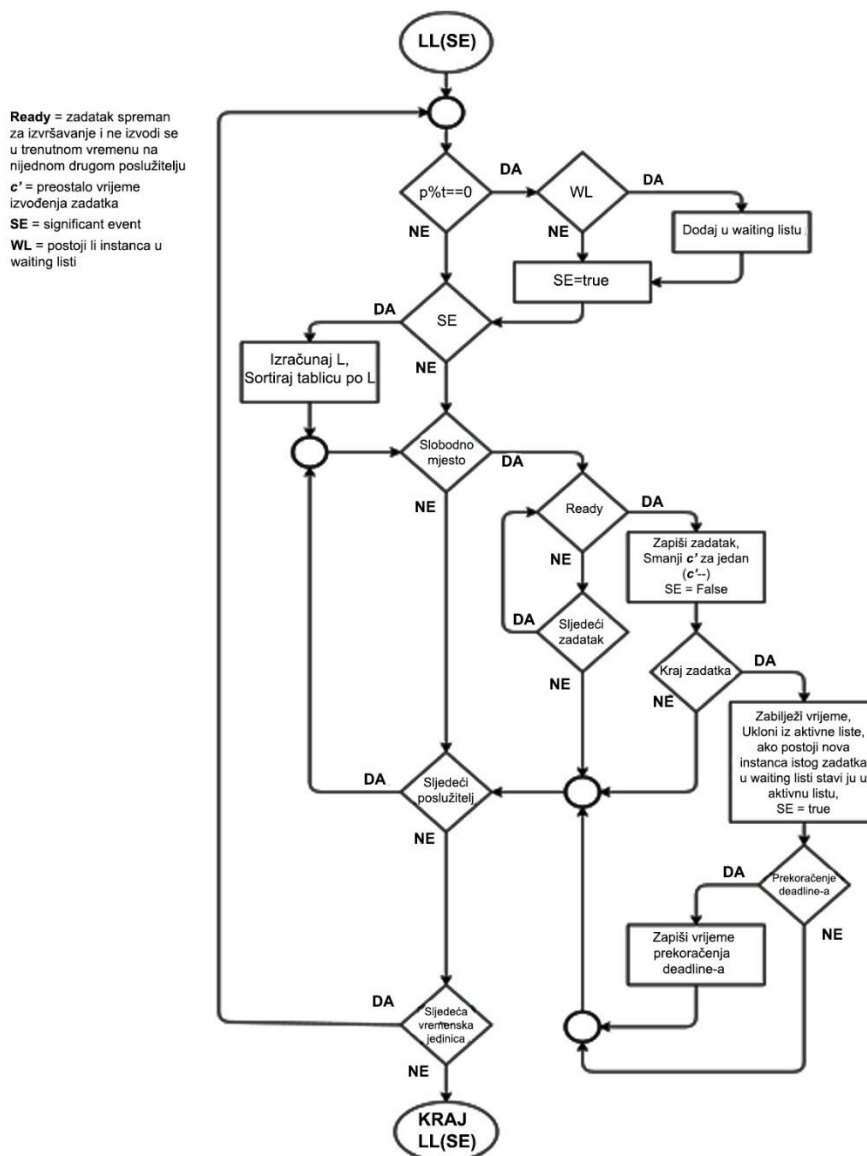 LL(SE)
Ready = zadatak spreman
za izvršavanje i ne izvodi se
u trenutnom vremenu na
nijednom drugom poslužitelju
c' = preostalo vrijeme
izvođenja zadatka
SE = significant event
WL = postoji li instanca u
waiting listi
p%t==0
DA
NE
WL
DA
NE
Dodaj u waiting listu
SE=true
SE
DA
NE
Izračunaj L,
Sortiraj tablicu po L
Slobodno
mjesto
DA
NE
Ready
DA
NE
Zapiši zadatak,
Smanji c' za jedan
(c'--)
SE = False
Sljedeći
zadatak
DA
NE
Kraj zadatka
DA
NE
Zabilježi vrijeme,
Ukloni iz aktivne liste,
ako postoji nova
instanca istog zadatka
u waiting listi stavi ju u
aktivnu listu,
SE = true
Sljedeći
poslužitelj
DA
NE
Prekoračenje
deadline-a
DA
NE
Zapiši vrijeme
prekoračenja
deadline-a
Sljedeća
vremenska
jedinica
DA
NE
KRAJ
LL(SE)